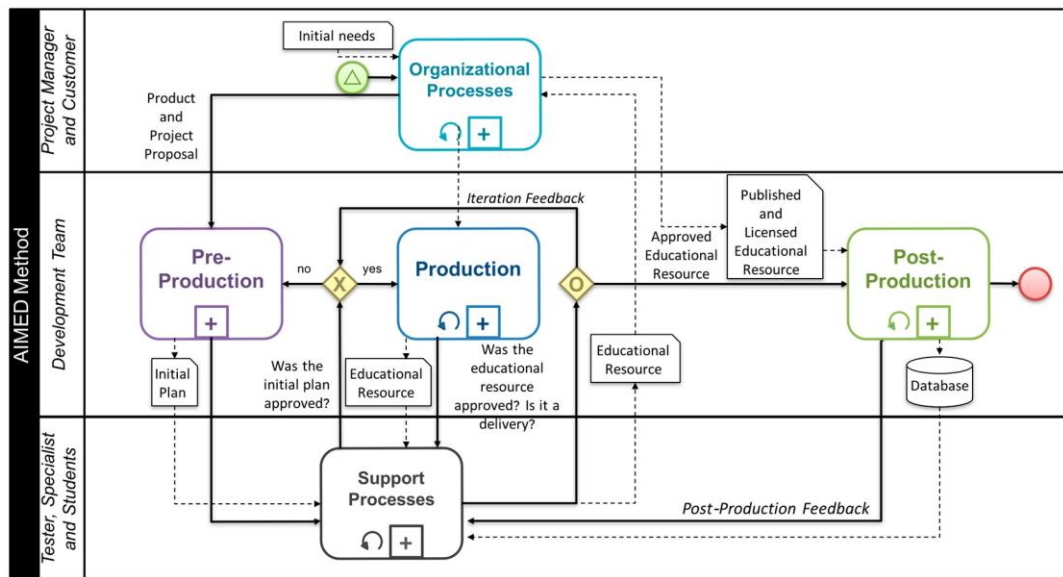 AIMED Method
Project Manager
and Customer
Initial needs
Organizational
Processes
+
Product
and
Project
Proposal
Development Team
Iteration Feedback
Pre-
Production
+
no
X
yes
Production
+
O
Approved
Educational
Resource
Published
and
Licensed
Educational
Resource
Post-
Production
+
Initial
Plan
Was the
initial plan
approved?
Educational
Resource
Was the
educational
resource
approved? Is it a
delivery?
Educational
Resource
Database
Tester, Specialist
and Students
Support
Processes
+
Post-Production Feedback